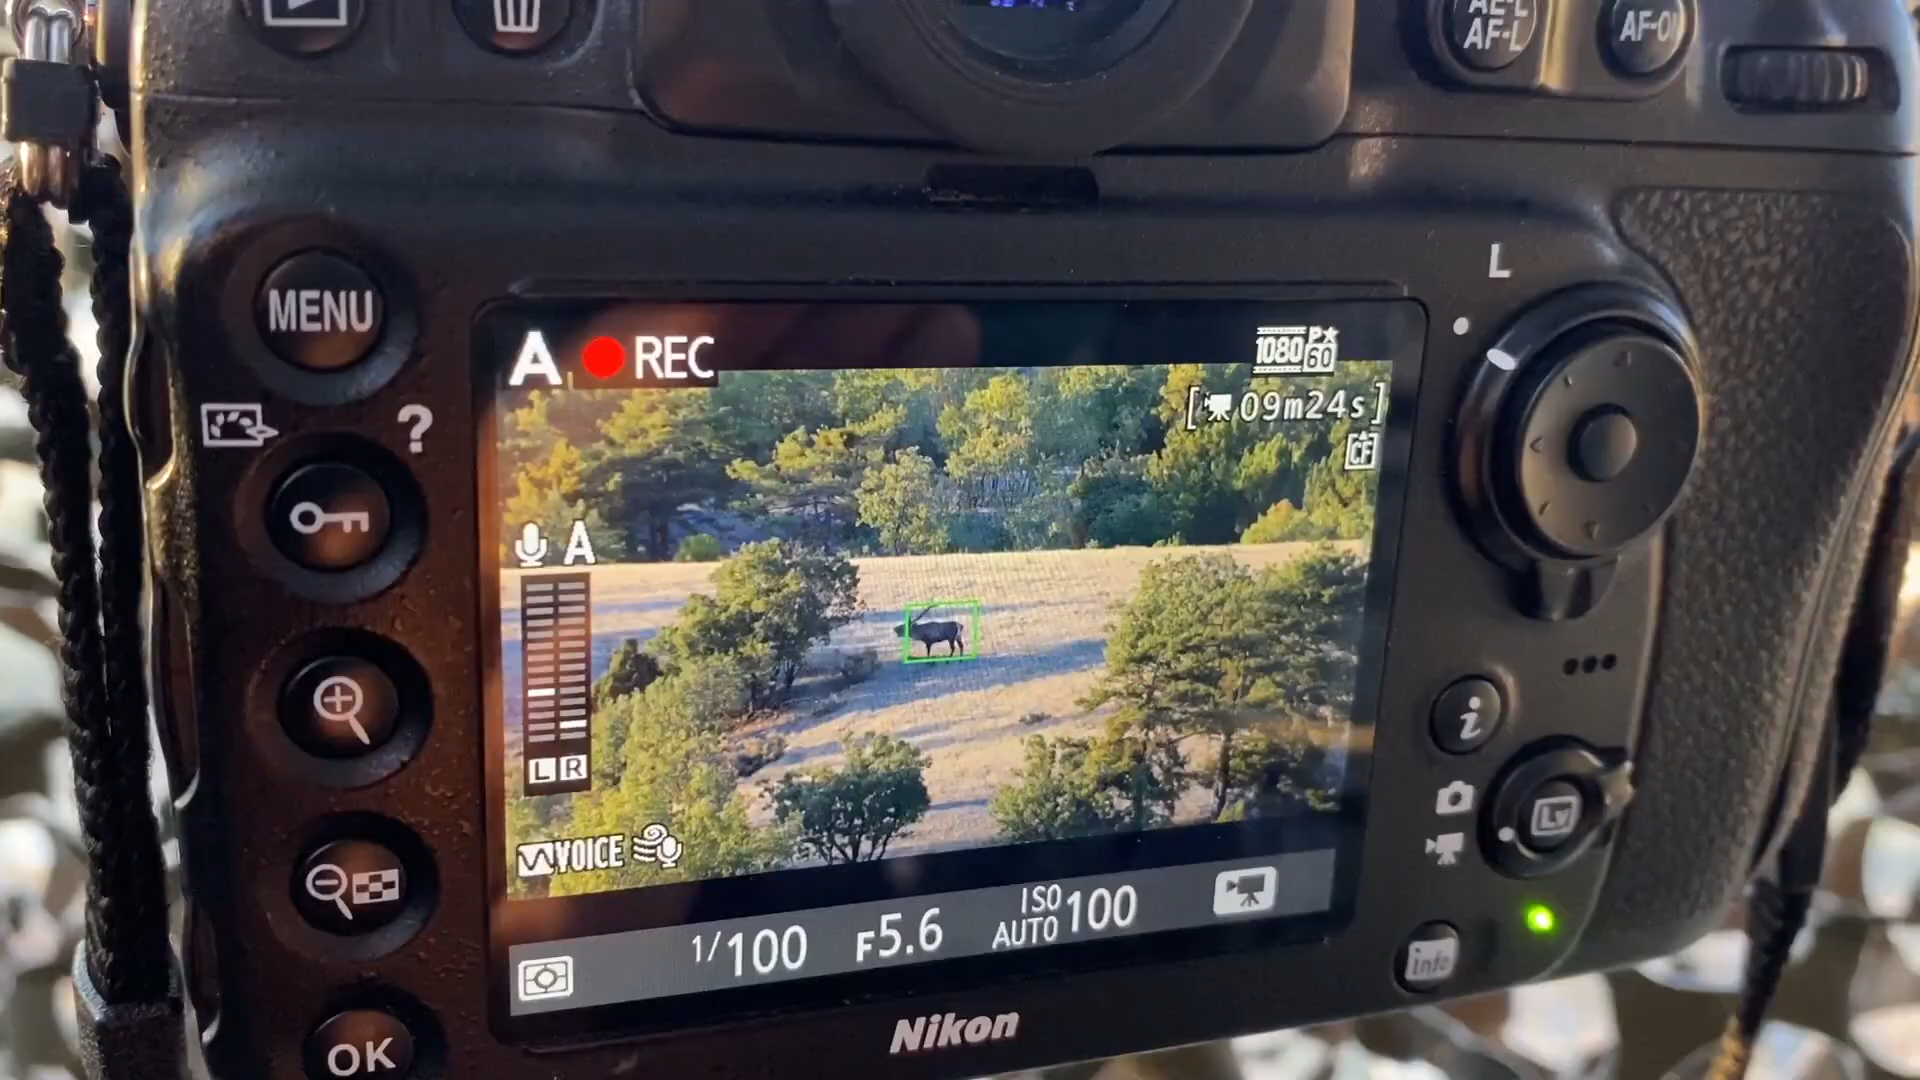 AE-L
AF-L
AF-O
L
MENU
?
A REC
1080 P★
60
[09m24s]
CF
A
L R
VOICE
1/100 F5.6 ISO
AUTO 100
i
Lv
info
Nikon
OK